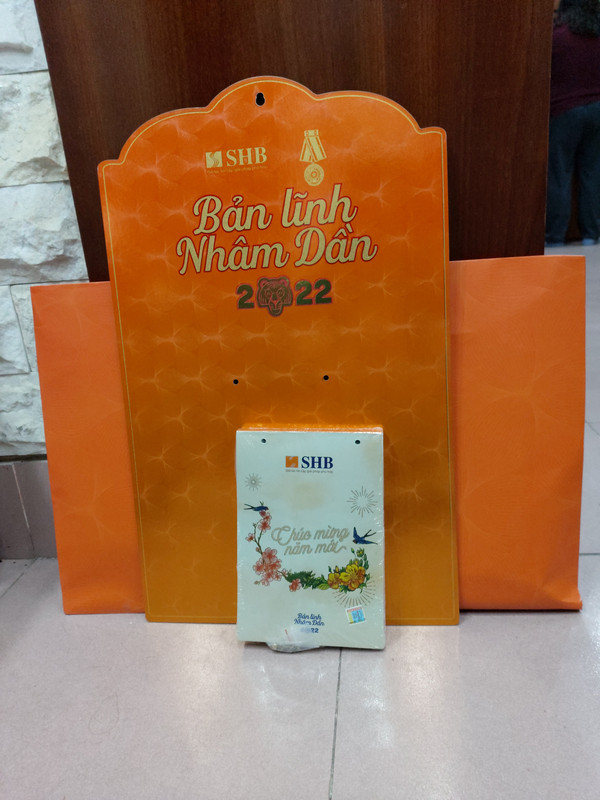 SHB
Bản lĩnh
Nhâm Dần
2022
SHB
Chúc mừng
năm mới
Bản lĩnh
Nhâm Dần
2022